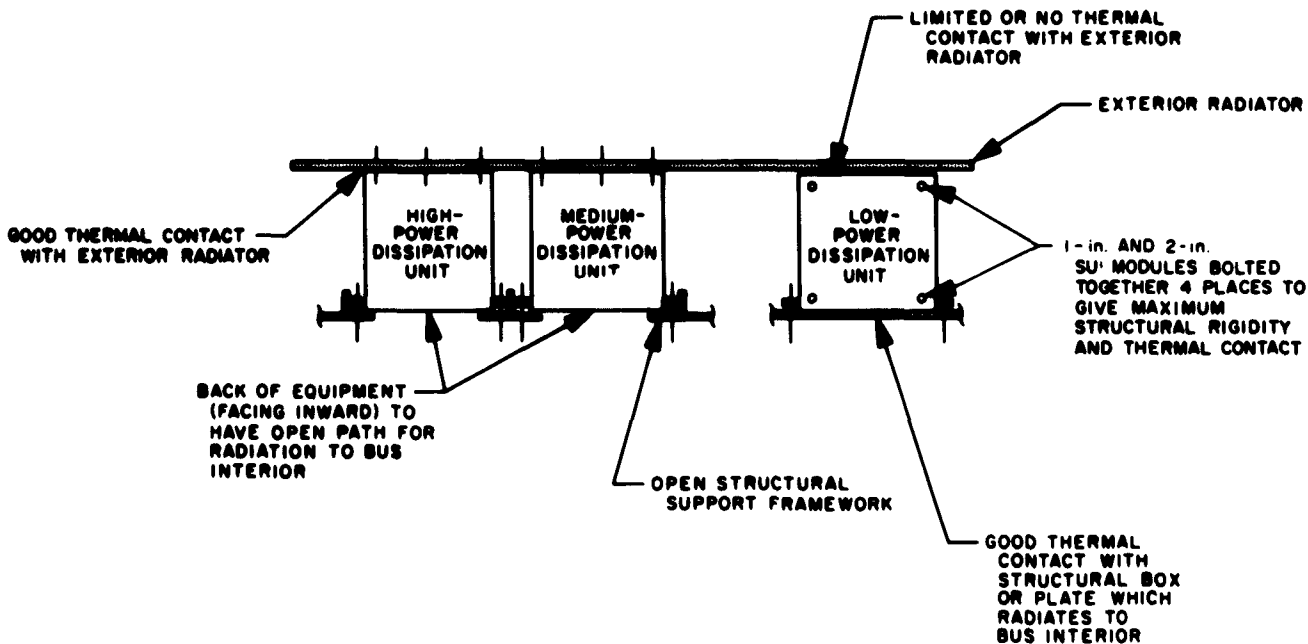 LIMITED OR NO THERMAL
CONTACT WITH EXTERIOR
RADIATOR
EXTERIOR RADIATOR
GOOD THERMAL CONTACT
WITH EXTERIOR RADIATOR
HIGH-
POWER
DISSIPATION
UNIT
MEDIUM-
POWER
DISSIPATION
UNIT
LOW-
POWER
DISSIPATION
UNIT
1-in. AND 2-in.
SU' MODULES BOLTED
TOGETHER 4 PLACES TO
GIVE MAXIMUM
STRUCTURAL RIGIDITY
AND THERMAL CONTACT
BACK OF EQUIPMENT
(FACING INWARD) TO
HAVE OPEN PATH FOR
RADIATION TO BUS
INTERIOR
OPEN STRUCTURAL
SUPPORT FRAMEWORK
GOOD THERMAL
CONTACT WITH
STRUCTURAL BOX
OR PLATE WHICH
RADIATES TO
BUS INTERIOR